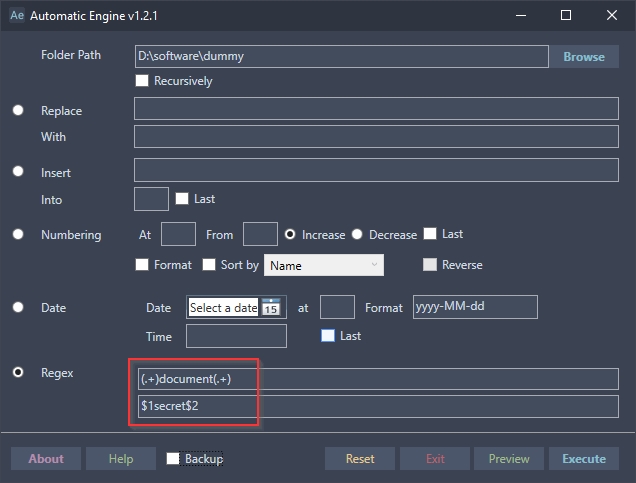 Ae Automatic Engine v1.2.1
Folder Path D:\software\dummy Browse
Recursively
Replace
With
Insert
Into Last
Numbering At From Increase Decrease Last
Format Sort by Name Reverse
Date Date Select a date 15 at Format yyyy-MM-dd
Time Last
Regex (.+)document(.+)
$1secret$2
About Help Backup Reset Exit Preview Execute